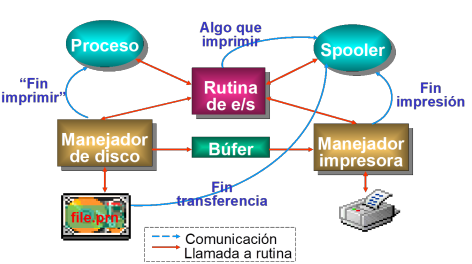 Algo que
imprimir
Proceso
Spooler
“Fin
imprimir”
Rutina
de e/s
Fin
impresión
Manejador
de disco
Búfer
Manejador
impresora
Fin
transferencia
file.prn
Comunicación
Llamada a rutina